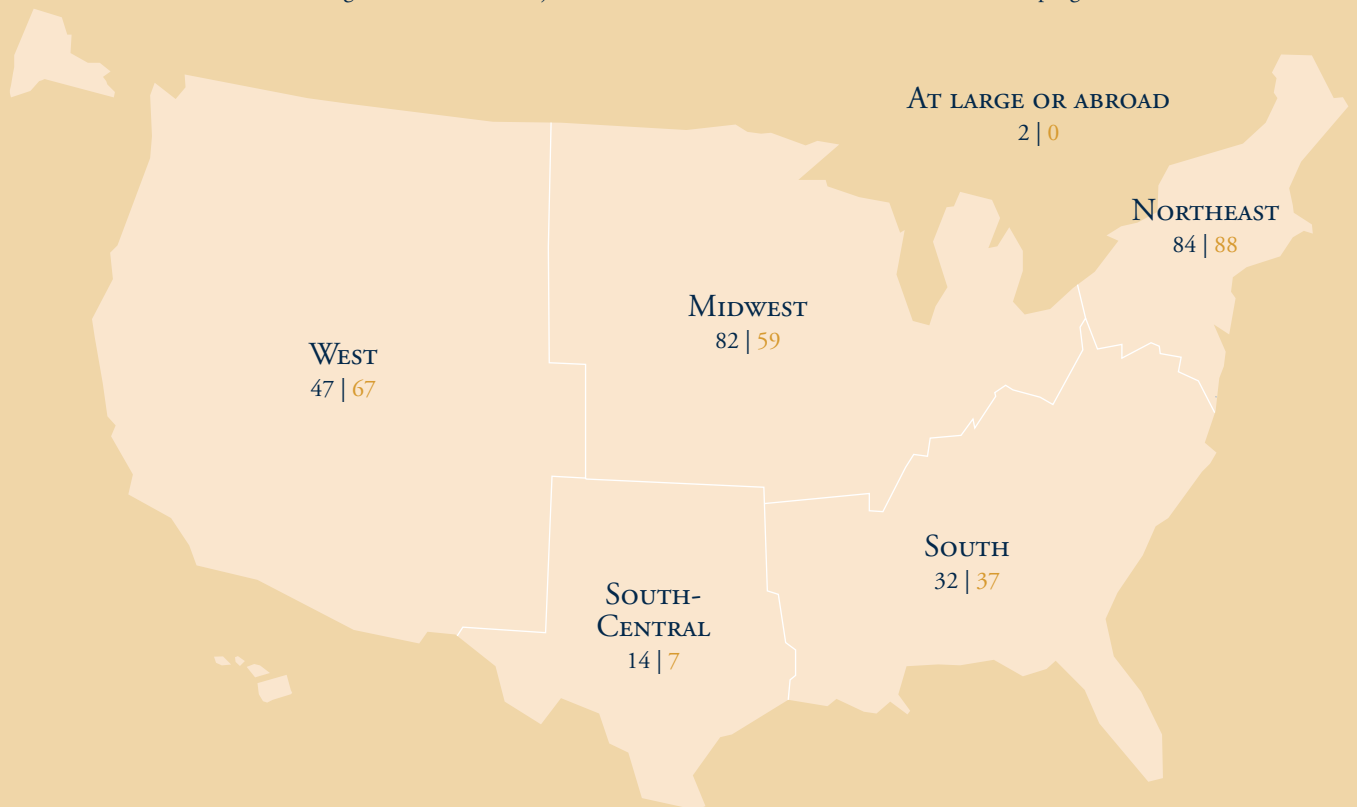 At large or abroad
2 | 0
Northeast
84 | 88
Midwest
82 | 59
West
47 | 67
South
32 | 37
South-
Central
14 | 7